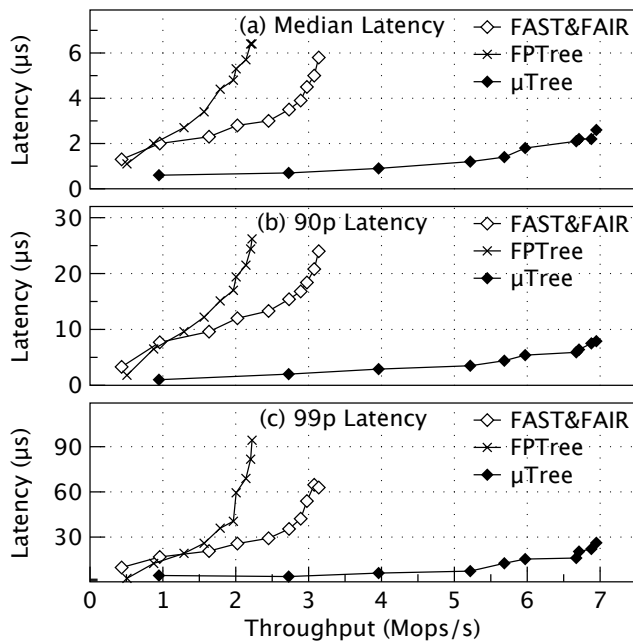 (a) Median Latency
FAST&FAIR
FPTree
µTree
Latency (µs)
6
4
2
0
(b) 90p Latency
FAST&FAIR
FPTree
µTree
Latency (µs)
30
20
10
0
(c) 99p Latency
FAST&FAIR
FPTree
µTree
Latency (µs)
90
60
30
0 1 2 3 4 5 6 7
Throughput (Mops/s)